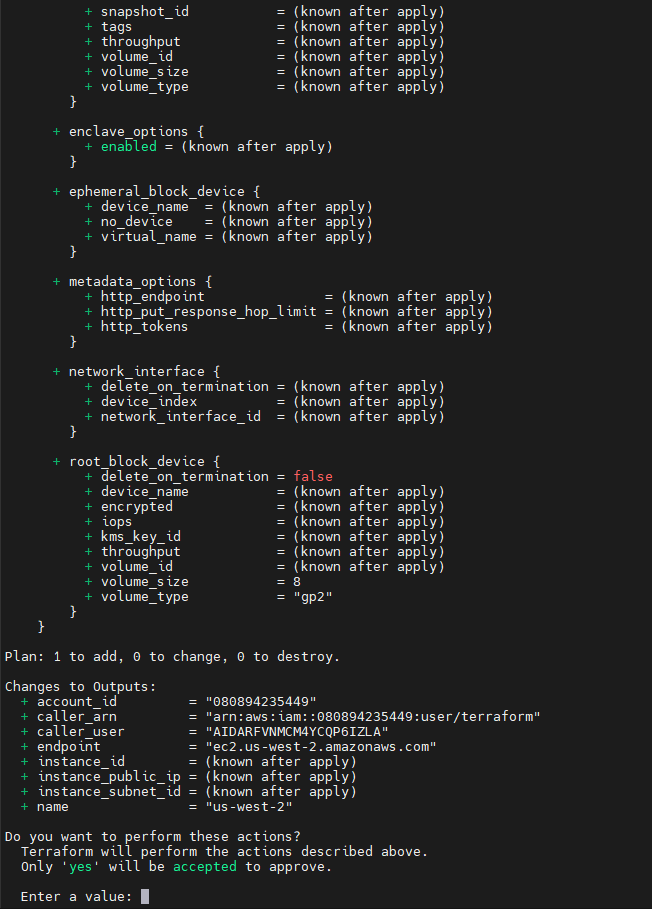 + snapshot_id           = (known after apply)
+ tags                  = (known after apply)
+ throughput            = (known after apply)
+ volume_id             = (known after apply)
+ volume_size           = (known after apply)
+ volume_type           = (known after apply)
}
+ enclave_options {
+ enabled = (known after apply)
}
+ ephemeral_block_device {
+ device_name  = (known after apply)
+ no_device    = (known after apply)
+ virtual_name = (known after apply)
}
+ metadata_options {
+ http_endpoint               = (known after apply)
+ http_put_response_hop_limit = (known after apply)
+ http_tokens                 = (known after apply)
}
+ network_interface {
+ delete_on_termination = (known after apply)
+ device_index          = (known after apply)
+ network_interface_id  = (known after apply)
}
+ root_block_device {
+ delete_on_termination = false
+ device_name           = (known after apply)
+ encrypted             = (known after apply)
+ iops                  = (known after apply)
+ kms_key_id            = (known after apply)
+ throughput            = (known after apply)
+ volume_id             = (known after apply)
+ volume_size           = 8
+ volume_type           = "gp2"
}
}
Plan: 1 to add, 0 to change, 0 to destroy.
Changes to Outputs:
+ account_id         = "080894235449"
+ caller_arn         = "arn:aws:iam::080894235449:user/terraform"
+ caller_user        = "AIDARFVNMCM4YCQP6IZLA"
+ endpoint           = "ec2.us-west-2.amazonaws.com"
+ instance_id        = (known after apply)
+ instance_public_ip = (known after apply)
+ instance_subnet_id = (known after apply)
+ name               = "us-west-2"
Do you want to perform these actions?
Terraform will perform the actions described above.
Only 'yes' will be accepted to approve.
Enter a value: